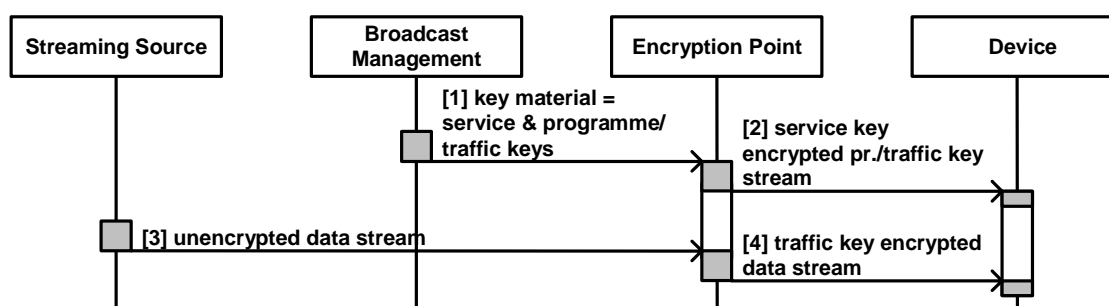 Streaming Source
Broadcast
Management
Encryption Point
Device
[1] key material =
service & programme/
traffic keys
[2] service key
encrypted pr./traffic key
stream
[3] unencrypted data stream
[4] traffic key encrypted
data stream